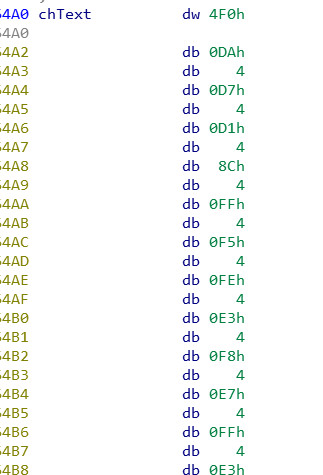 54A0 chText dw 4F0h
54A0
54A2 db 0DAh
54A3 db 4
54A4 db 0D7h
54A5 db 4
54A6 db 0D1h
54A7 db 4
54A8 db 8Ch
54A9 db 4
54AA db 0FFh
54AB db 4
54AC db 0F5h
54AD db 4
54AE db 0FEh
54AF db 4
54B0 db 0E3h
54B1 db 4
54B2 db 0F8h
54B3 db 4
54B4 db 0E7h
54B5 db 4
54B6 db 0FFh
54B7 db 4
54B8 db 0E3h